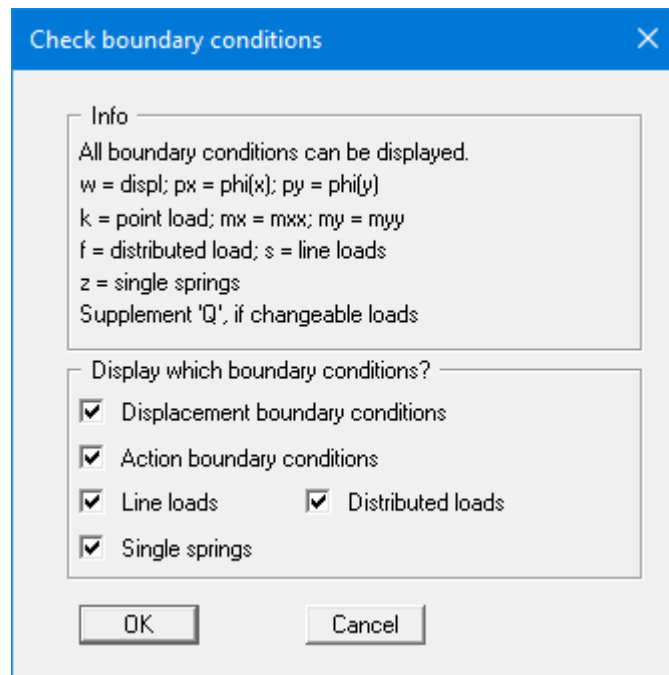 Check boundary conditions
Info
All boundary conditions can be displayed.
w = displ; px = phi(x); py = phi(y)
k = point load; mx = mxx; my = myy
f = distributed load; s = line loads
z = single springs
Supplement 'Q', if changeable loads
Display which boundary conditions?
Displacement boundary conditions
Action boundary conditions
Line loads Distributed loads
Single springs
OK Cancel